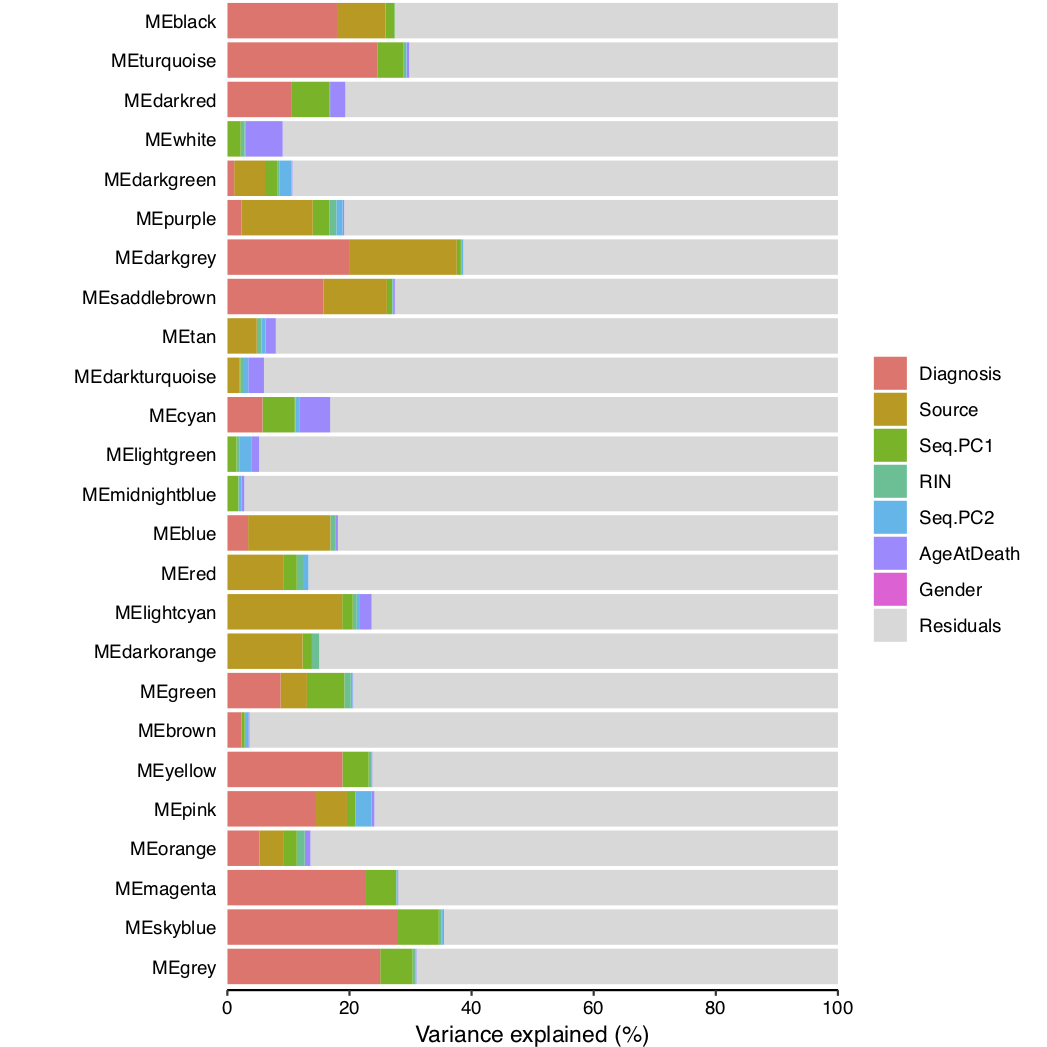 MEblack
MEturquoise
MEdarkred
MEwhite
MEdarkgreen
MEpurple
MEdarkgrey
MEsaddlebrown
MEtan
MEdarkturquoise
MEcyan
MElightgreen
MEmidnightblue
MEblue
MEred
MElightcyan
MEdarkorange
MEgreen
MEbrown
MEyellow
MEpink
MEorange
MEmagenta
MEskyblue
MEgrey
0 20 40 60 80 100
Variance explained (%)
Diagnosis
Source
Seq.PC1
RIN
Seq.PC2
AgeAtDeath
Gender
Residuals